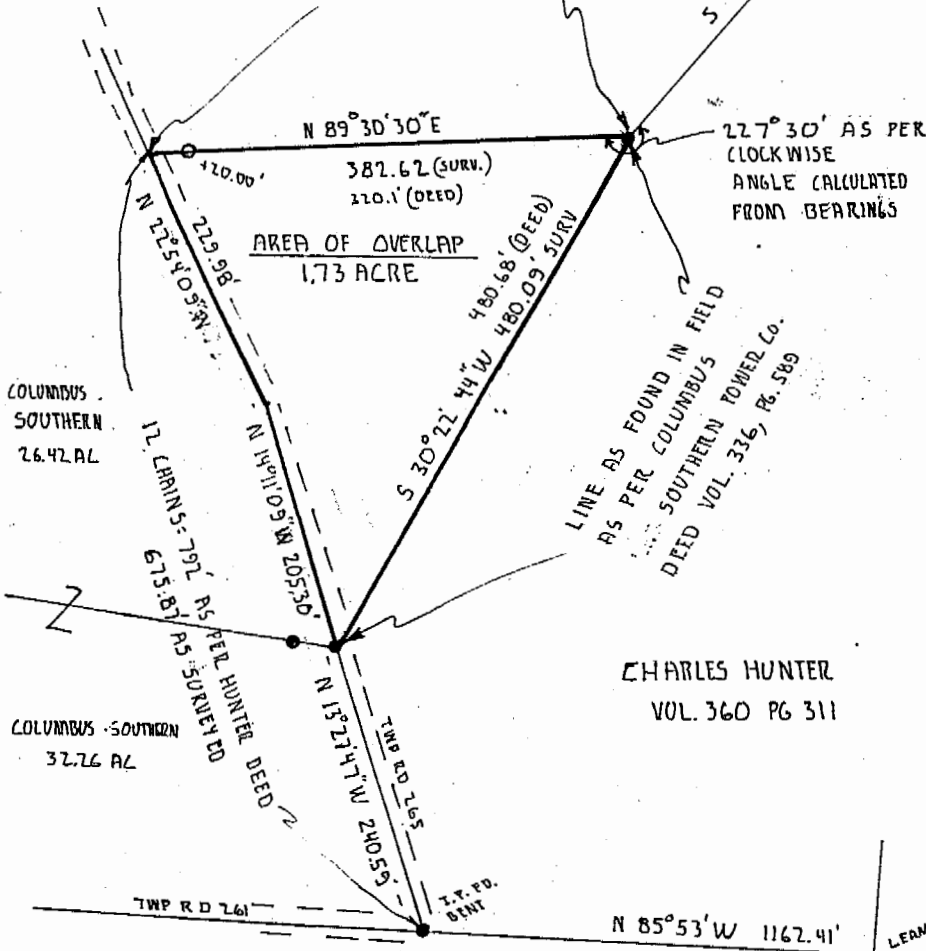 S
N 89°30'30"E
382.62 (SURV.)
320.1' (DEED)
+20.00'
227°30' AS PER
CLOCKWISE
ANGLE CALCULATED
FROM BEARINGS
AREA OF OVERLAP
1.73 ACRE
N 22°54'09"W
229.98'
480.68' (DEED)
480.09' SURV
S 30°22'44"W
LINE AS FOUND IN FIELD
AS PER COLUMBUS
SOUTHERN POWER CO.
DEED VOL. 336, PG. 589
COLUMBUS
SOUTHERN
26.42 AC
N 14°11'09"W 205.30'
12 CHAINS = 792' AS PER HUNTER DEED
675.87' AS SURVEYED
CHARLES HUNTER
VOL. 360 PG 311
COLUMBUS SOUTHERN
32.26 AC
N 13°27'47"W 240.59'
TWP RD 265
TWP RD 261
I.P. FD.
BENT
N 85°53'W 1162.41'
LEAN